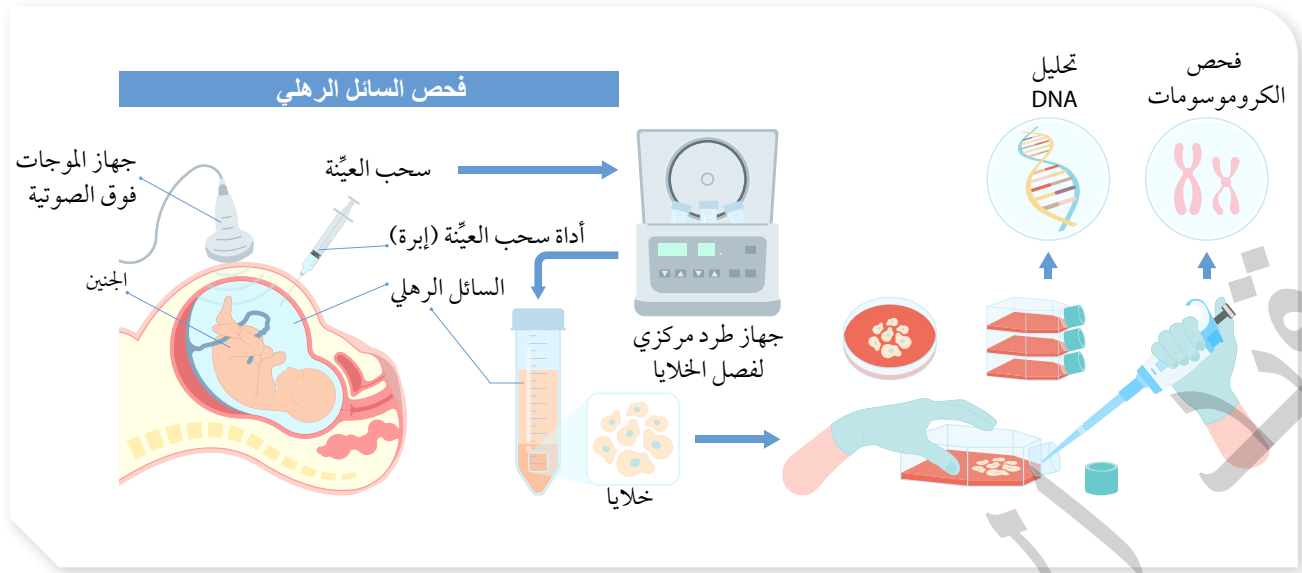 فحص السائل الرهلي
جهاز الموجات
فوق الصوتية
سحب العيِّنة
أداة سحب العيِّنة (إبرة)
السائل الرهلي
الجنين
جهاز طرد مركزي
لفصل الخلايا
خلايا
تحليل
DNA
فحص
الكروموسومات